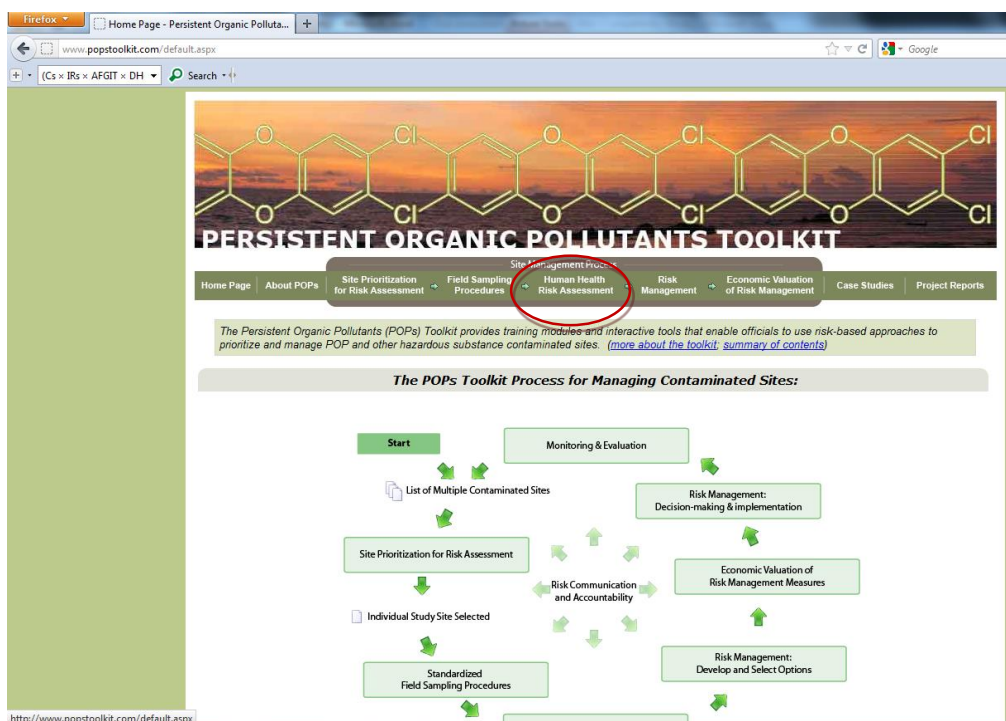 Firefox
Home Page - Persistent Organic Polluta...
www.popstoolkit.com/default.aspx
Google
(Cs × IRs × AFGIT × DH
Search
O Cl O Cl O Cl
O Cl O Cl O Cl
PERSISTENT ORGANIC POLLUTANTS TOOLKIT
Site Management Process
Home Page
About POPs
Site Prioritization
for Risk Assessment
Field Sampling
Procedures
Human Health
Risk Assessment
Risk
Management
Economic Valuation
of Risk Management
Case Studies
Project Reports
The Persistent Organic Pollutants (POPs) Toolkit provides training modules and interactive tools that enable officials to use risk-based approaches to
prioritize and manage POP and other hazardous substance contaminated sites. (more about the toolkit; summary of contents)
The POPs Toolkit Process for Managing Contaminated Sites:
Start
Monitoring & Evaluation
List of Multiple Contaminated Sites
Risk Management:
Decision-making & implementation
Site Prioritization for Risk Assessment
Risk Communication
and Accountability
Economic Valuation of
Risk Management Measures
Individual Study Site Selected
Risk Management:
Develop and Select Options
Standardized
Field Sampling Procedures
http://www.popstoolkit.com/default.aspx